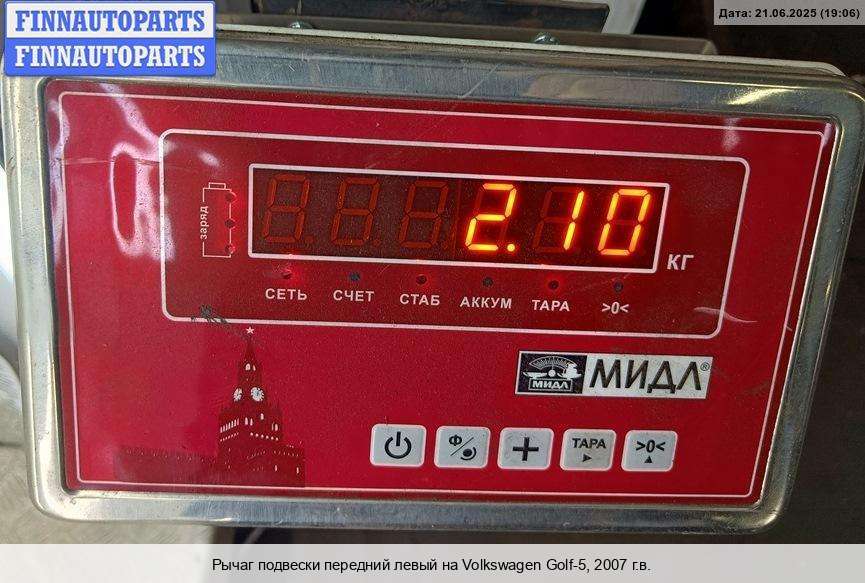 FINNAUTOPARTS
FINNAUTOPARTS
Дата: 21.06.2025 (19:06)
заряд
2.10
КГ
СЕТЬ СЧЕТ СТАБ АККУМ ТАРА >0<
МИДЛ МИДЛ®
Ф ТАРА >0<
Рычаг подвески передний левый на Volkswagen Golf-5, 2007 г.в.